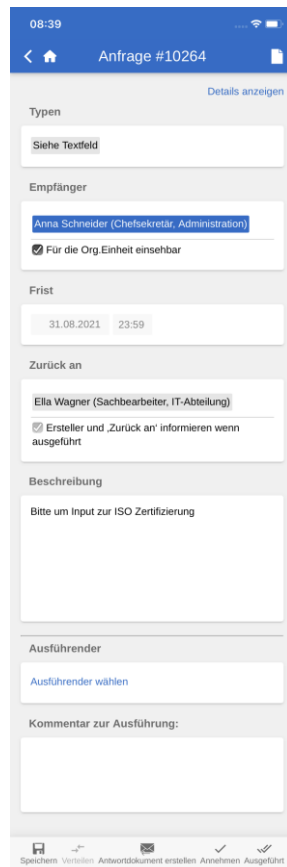 08:39
Anfrage #10264
Details anzeigen
Typen
Siehe Textfeld
Empfänger
Anna Schneider (Chefsekretär, Administration)
Für die Org.Einheit einsehbar
Frist
31.08.2021 23:59
Zurück an
Ella Wagner (Sachbearbeiter, IT-Abteilung)
Ersteller und ‚Zurück an' informieren wenn
ausgeführt
Beschreibung
Bitte um Input zur ISO Zertifizierung
Ausführender
Ausführender wählen
Kommentar zur Ausführung:
Speichern Verteilen Antwortdokument erstellen Annehmen Ausgeführt